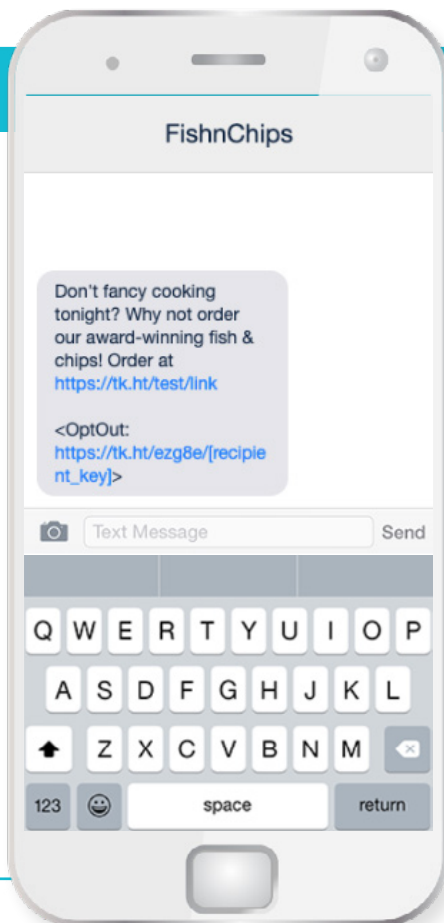 FishnChips
Don't fancy cooking
tonight? Why not order
our award-winning fish &
chips! Order at
https://tk.ht/test/link
<OptOut:
https://tk.ht/ezg8e/[recipie
nt_key]>
Text Message Send
Q W E R T Y U I O P
A S D F G H J K L
Z X C V B N M
123 space return